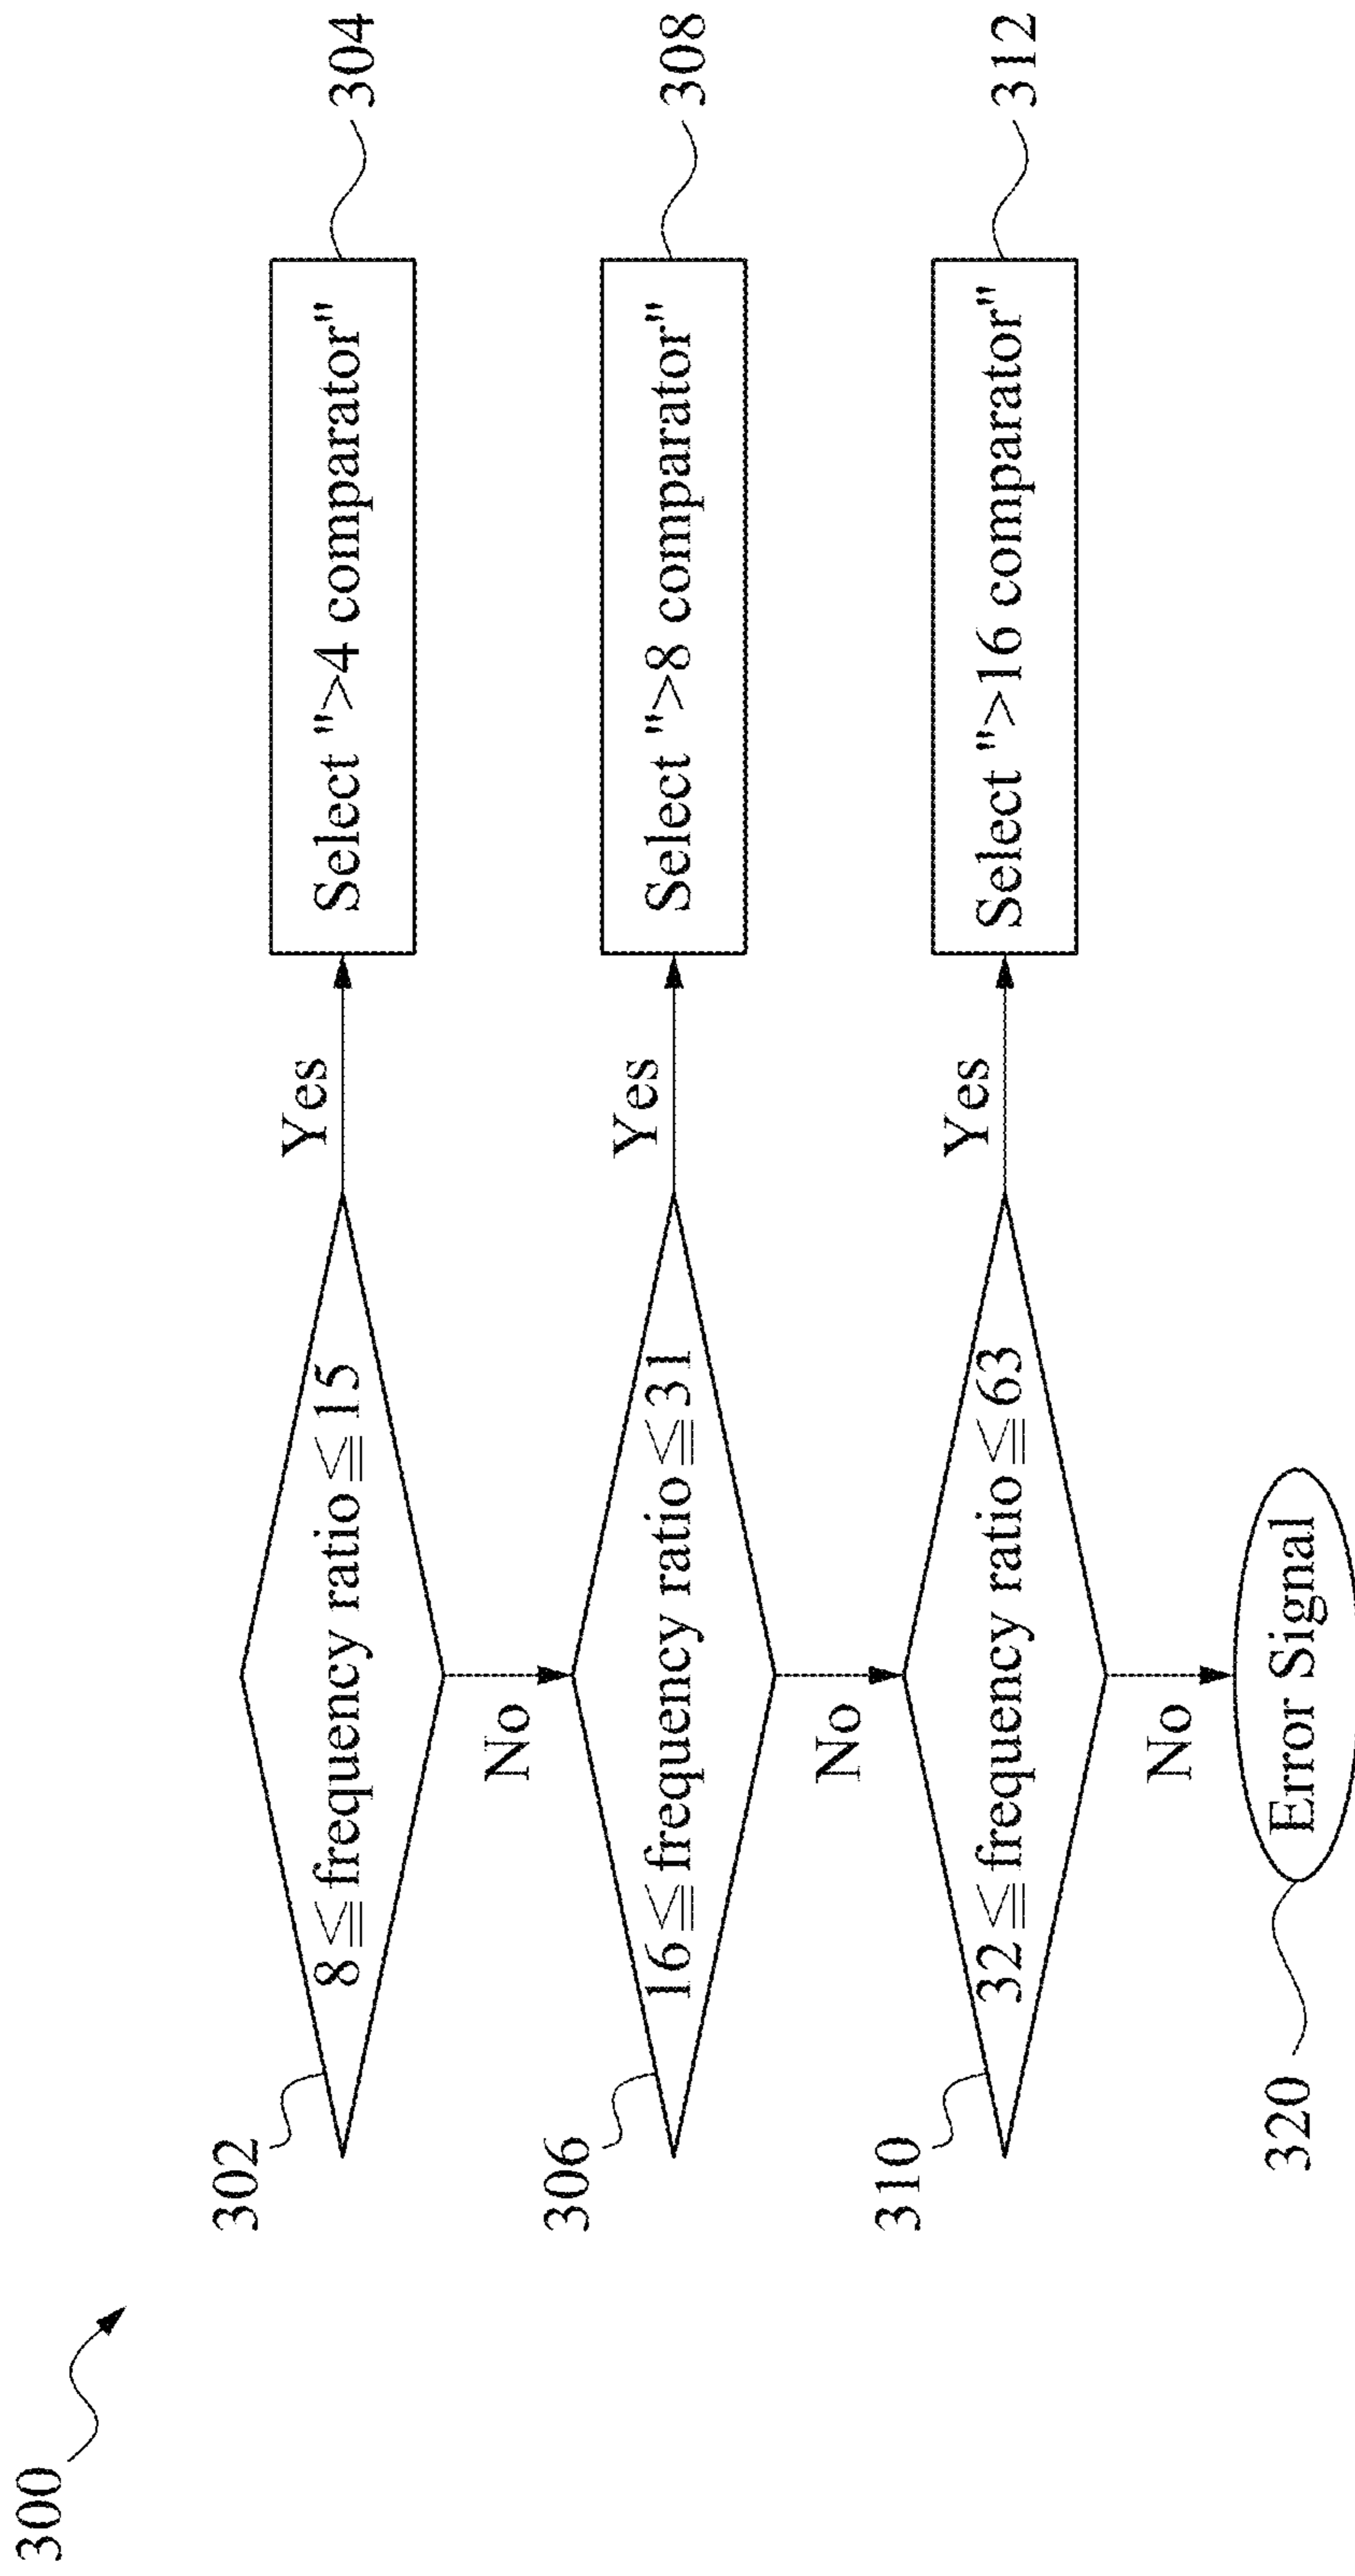 300
302
8≦frequency ratio≦15
Yes
Select ">4 comparator"
304
No
306
16≦frequency ratio≦31
Yes
Select ">8 comparator"
308
No
310
32≦frequency ratio≦63
Yes
Select ">16 comparator"
312
No
320
Error Signal